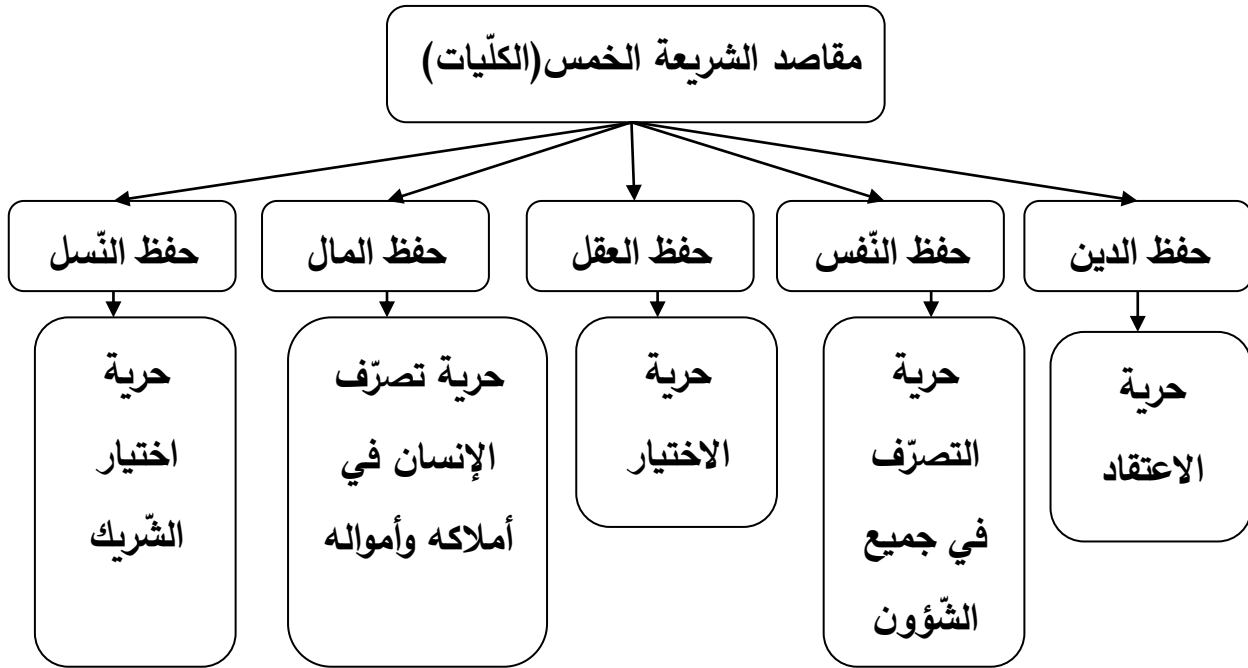 مقاصد الشريعة الخمس(الكلّيات)
حفظ الدين
حفظ النّفس
حفظ العقل
حفظ المال
حفظ النّسل
حرية
الاعتقاد
حرية
التصرّف
في جميع
الشّؤون
حرية
الاختيار
حرية تصرّف
الإنسان في
أملاكه وأمواله
حرية
اختيار
الشّريك